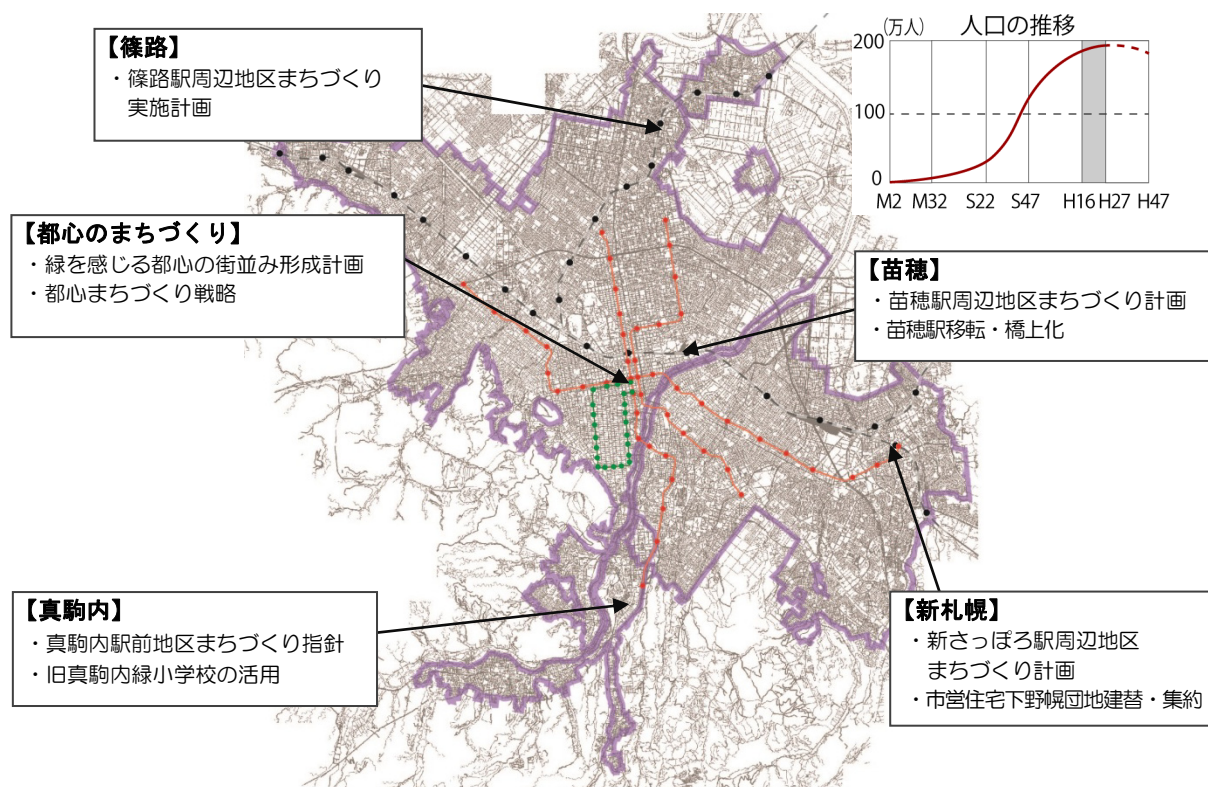 【篠路】
・篠路駅周辺地区まちづくり
実施計画
(万人) 人口の推移
200
100
0
M2 M32 S22 S47 H16 H27 H47
【都心のまちづくり】
・緑を感じる都心の街並み形成計画
・都心まちづくり戦略
【苗穂】
・苗穂駅周辺地区まちづくり計画
・苗穂駅移転・橋上化
【真駒内】
・真駒内駅前地区まちづくり指針
・旧真駒内緑小学校の活用
【新札幌】
・新さっぽろ駅周辺地区
まちづくり計画
・市営住宅下野幌団地建替・集約